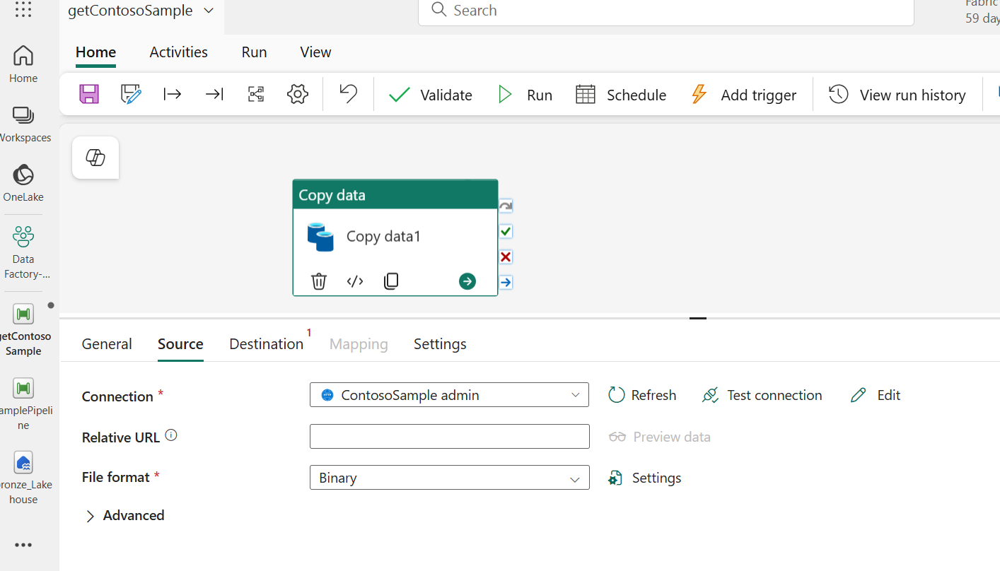 getContosoSample
Search
Fabric
59 day
Home
Activities
Run
View
Validate
Run
Schedule
Add trigger
View run history
Home
Workspaces
OneLake
Data
Factory-...
getContoso
Sample
amplePipeli
ne
ronze_Lake
house
Copy data
Copy data1
General
Source
Destination
1
Mapping
Settings
Connection *
HTTP
ContosoSample admin
Refresh
Test connection
Edit
Relative URL
Preview data
File format *
Binary
Settings
Advanced